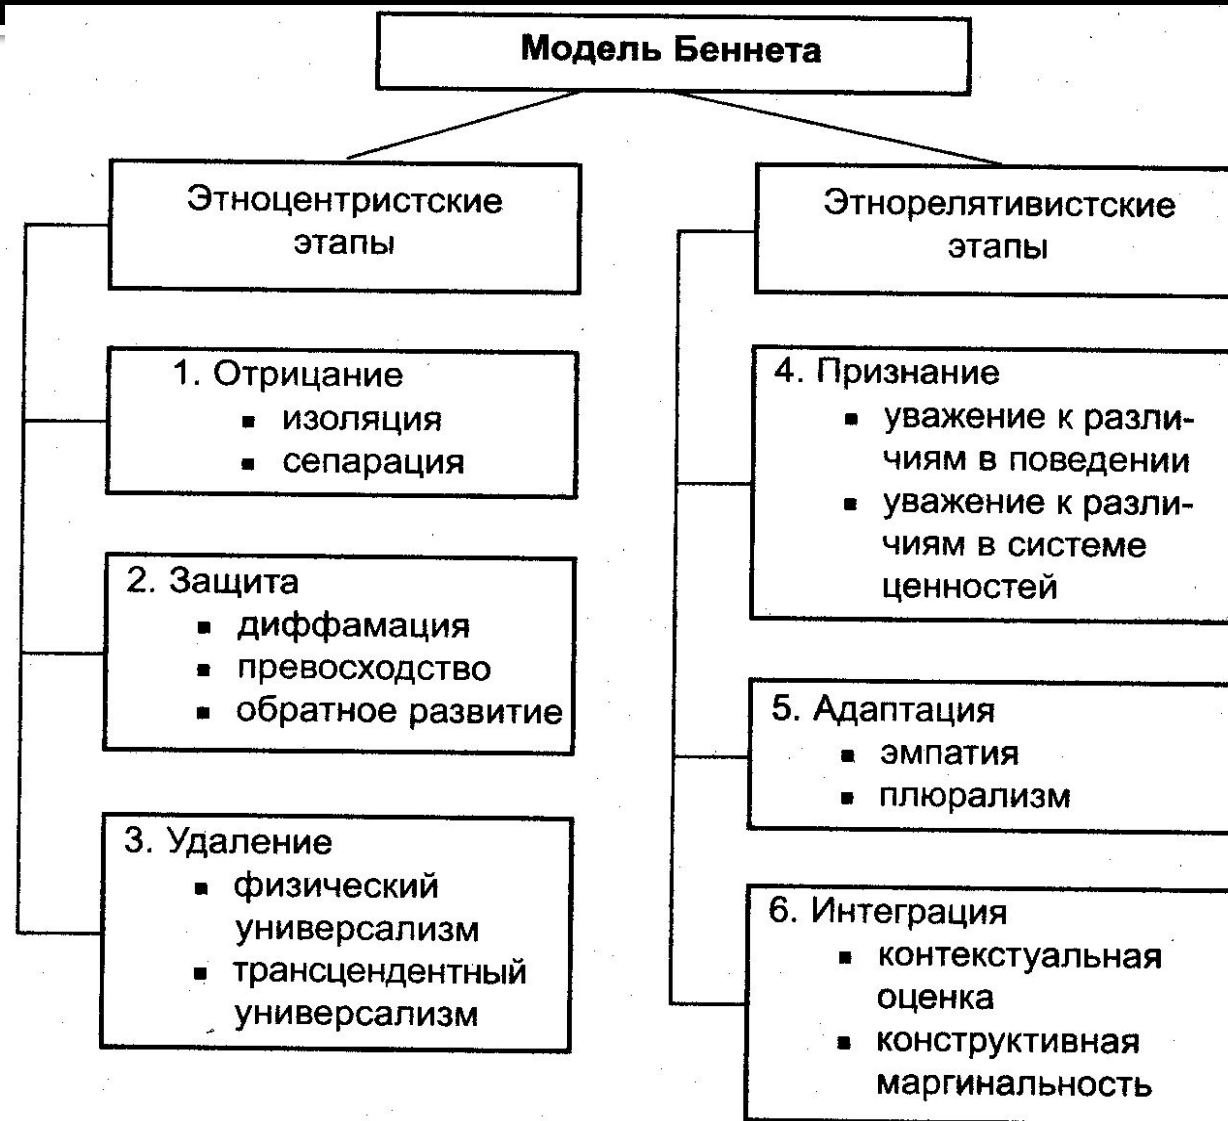 Модель Беннета
Этноцентристские
этапы
1. Отрицание
▪ изоляция
▪ сепарация
2. Защита
▪ диффамация
▪ превосходство
▪ обратное развитие
3. Удаление
▪ физический
универсализм
▪ трансцендентный
универсализм
Этнорелятивистские
этапы
4. Признание
▪ уважение к разли-
чиям в поведении
▪ уважение к разли-
чиям в системе
ценностей
5. Адаптация
▪ эмпатия
▪ плюрализм
6. Интеграция
▪ контекстуальная
оценка
▪ конструктивная
маргинальность